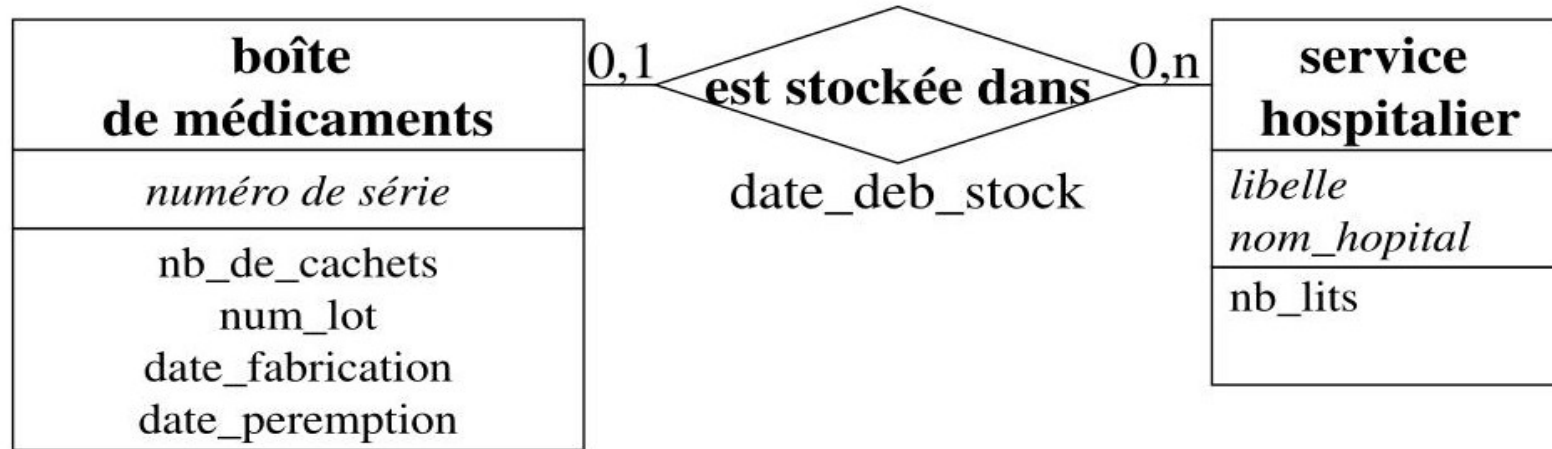 boîte
de médicaments
numéro de série
nb_de_cachets
num_lot
date_fabrication
date_peremption
0,1
est stockée dans
0,n
date_deb_stock
service
hospitalier
libelle
nom_hopital
nb_lits